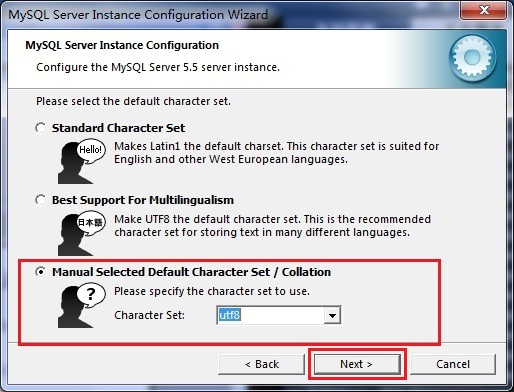 MySQL Server Instance Configuration Wizard
MySQL Server Instance Configuration
Configure the MySQL Server 5.5 server instance.
Please select the default character set.
Standard Character Set
Hello!
Makes Latin1 the default charset. This character set is suited for
English and other West European languages.
Best Support For Multilingualism
日本語
Make UTF8 the default character set. This is the recommended
character set for storing text in many different languages.
Manual Selected Default Character Set / Collation
?
Please specify the character set to use.
Character Set: utf8
< Back Next > Cancel